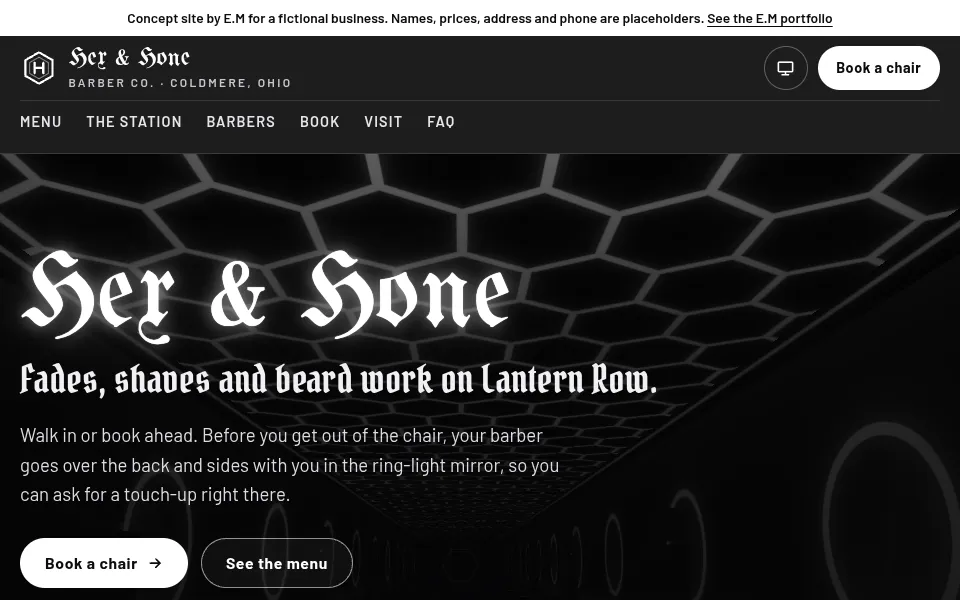 Concept site by E.M for a fictional business. Names, prices, address and phone are placeholders. See the E.M portfolio
Hex & Hone
BARBER CO. · COLDMERE, OHIO
Book a chair
MENU THE STATION BARBERS BOOK VISIT FAQ
Hex & Hone
Fades, shaves and beard work on Lantern Row.
Walk in or book ahead. Before you get out of the chair, your barber
goes over the back and sides with you in the ring-light mirror, so you
can ask for a touch-up right there.
Book a chair → See the menu